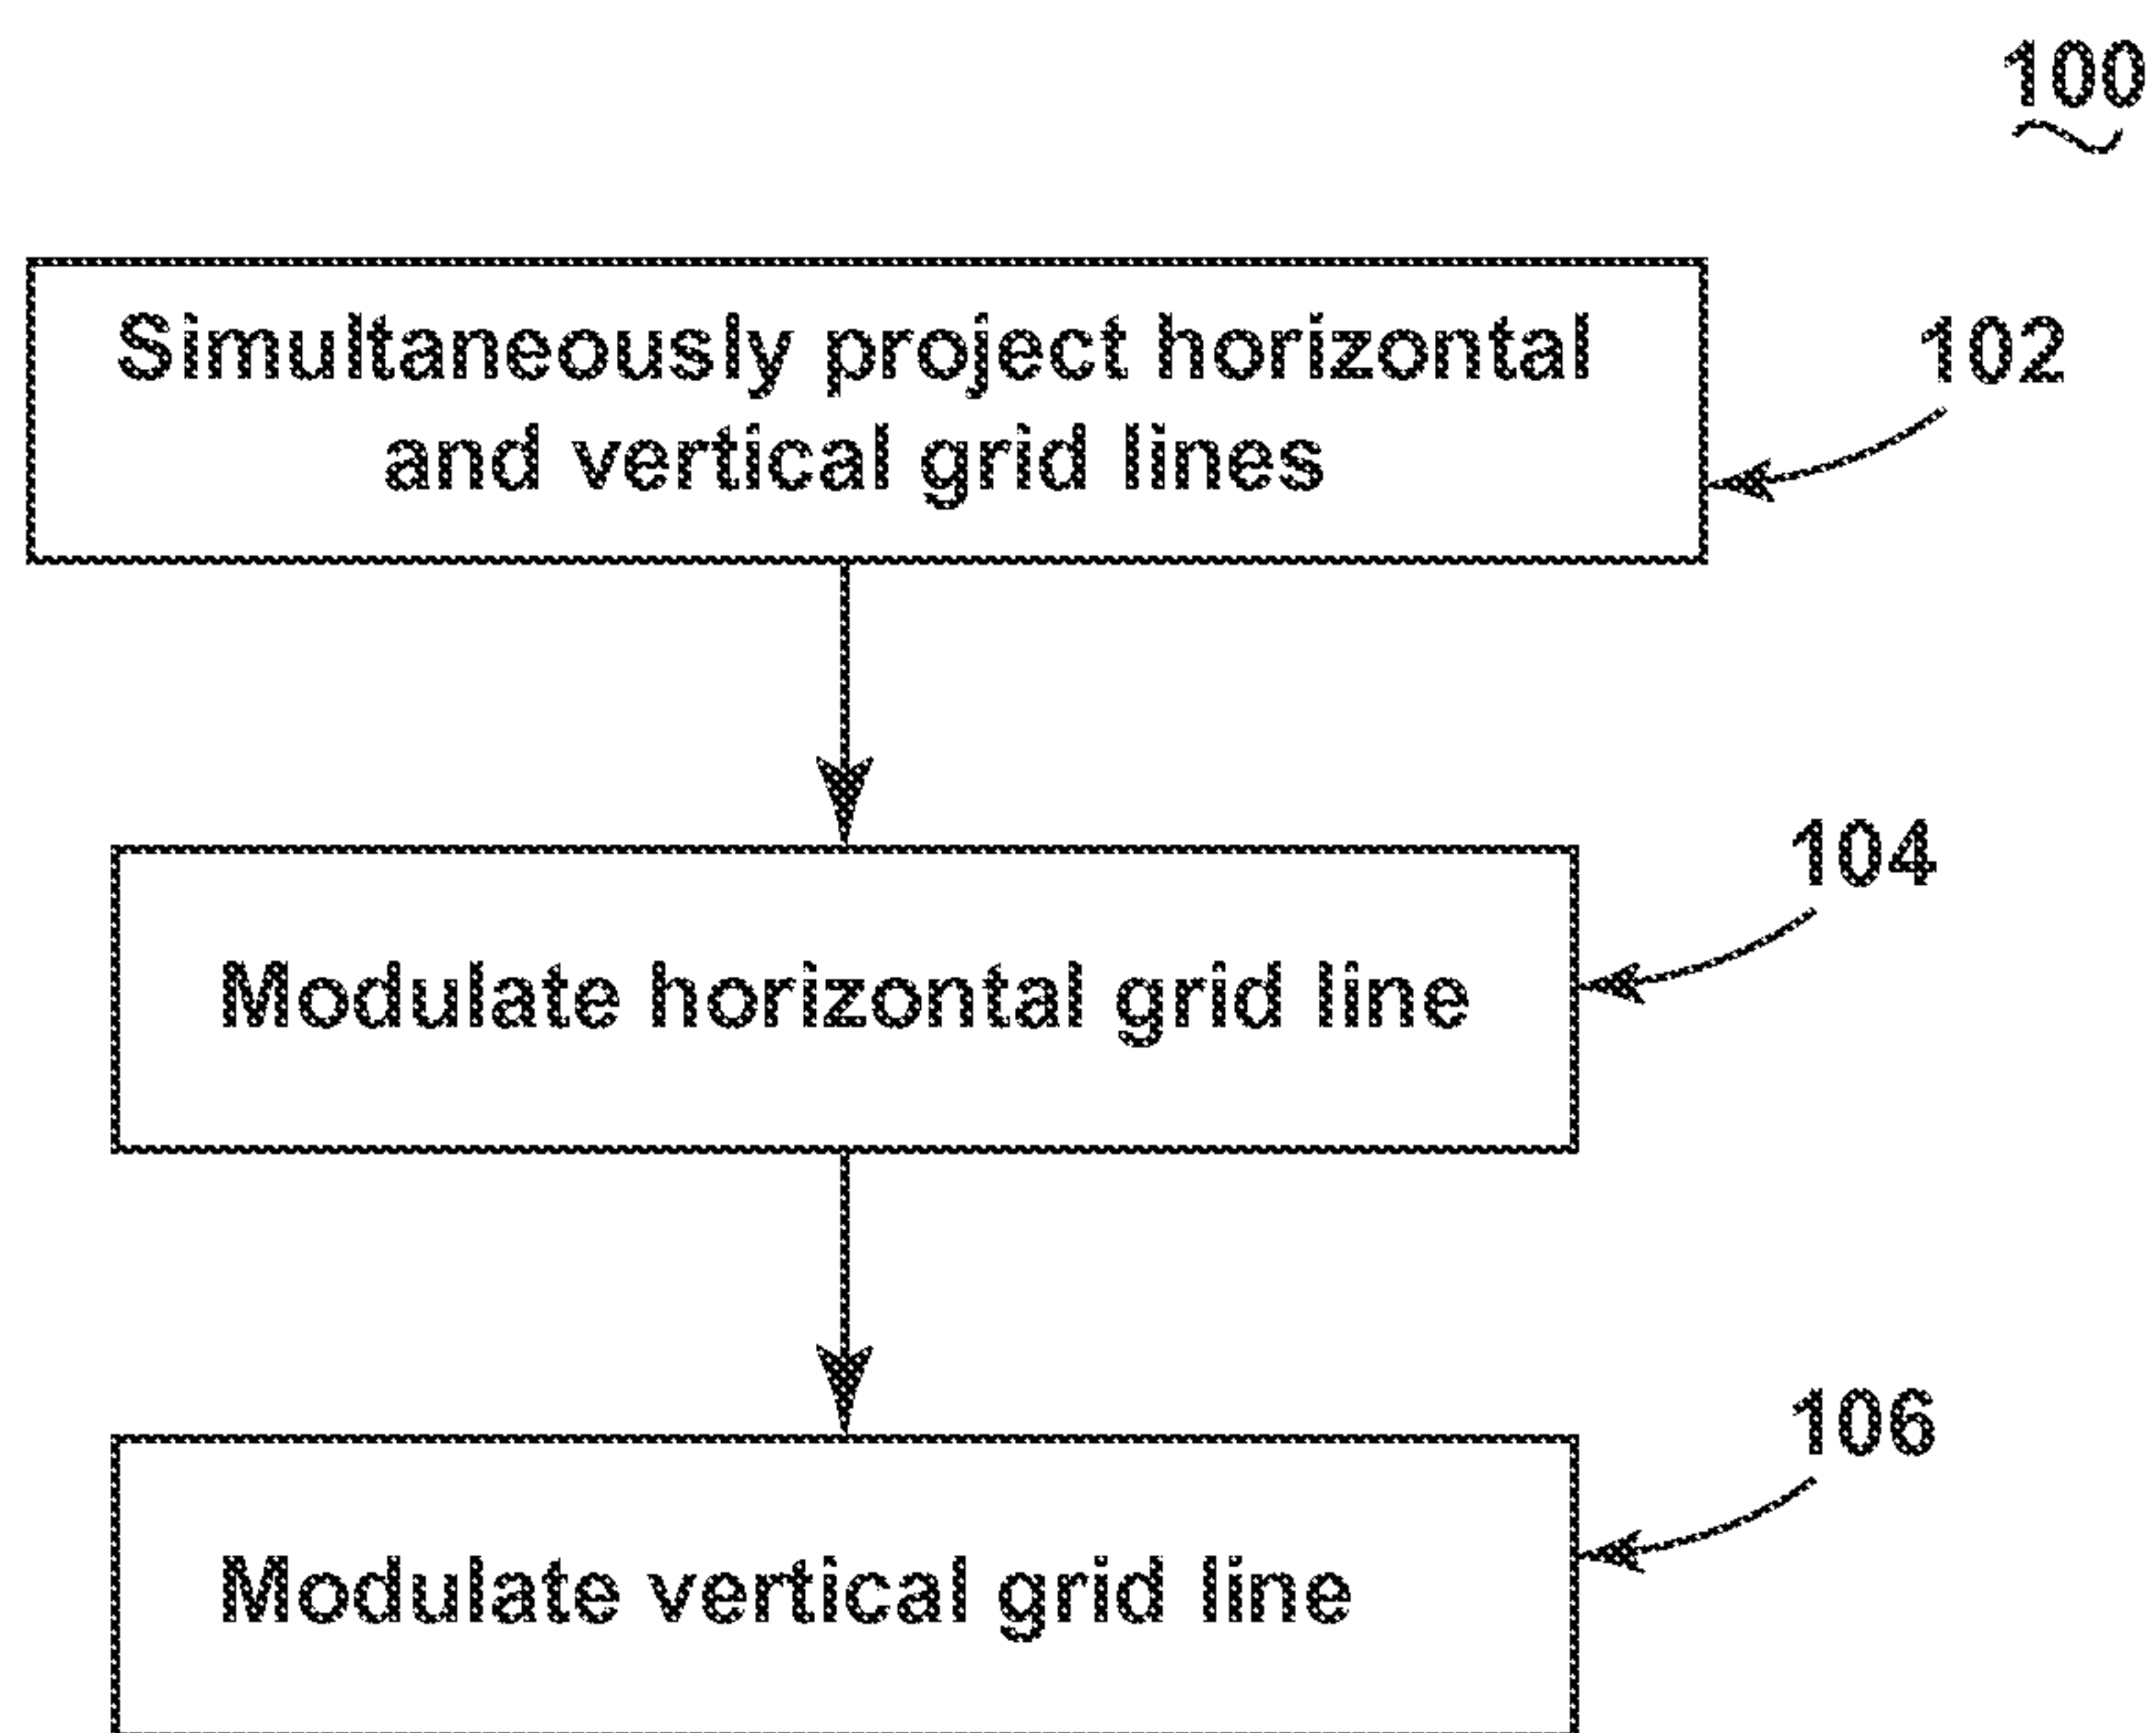 100
Simultaneously project horizontal
and vertical grid lines
102
Modulate horizontal grid line
104
Modulate vertical grid line
106